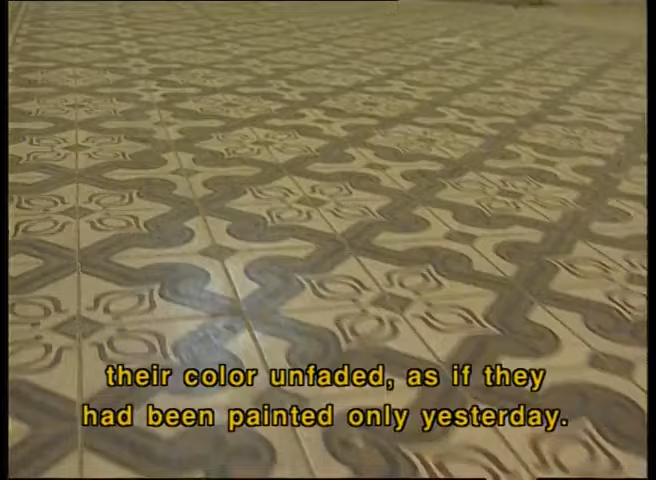 their color unfaded, as if they
had been painted only yesterday.